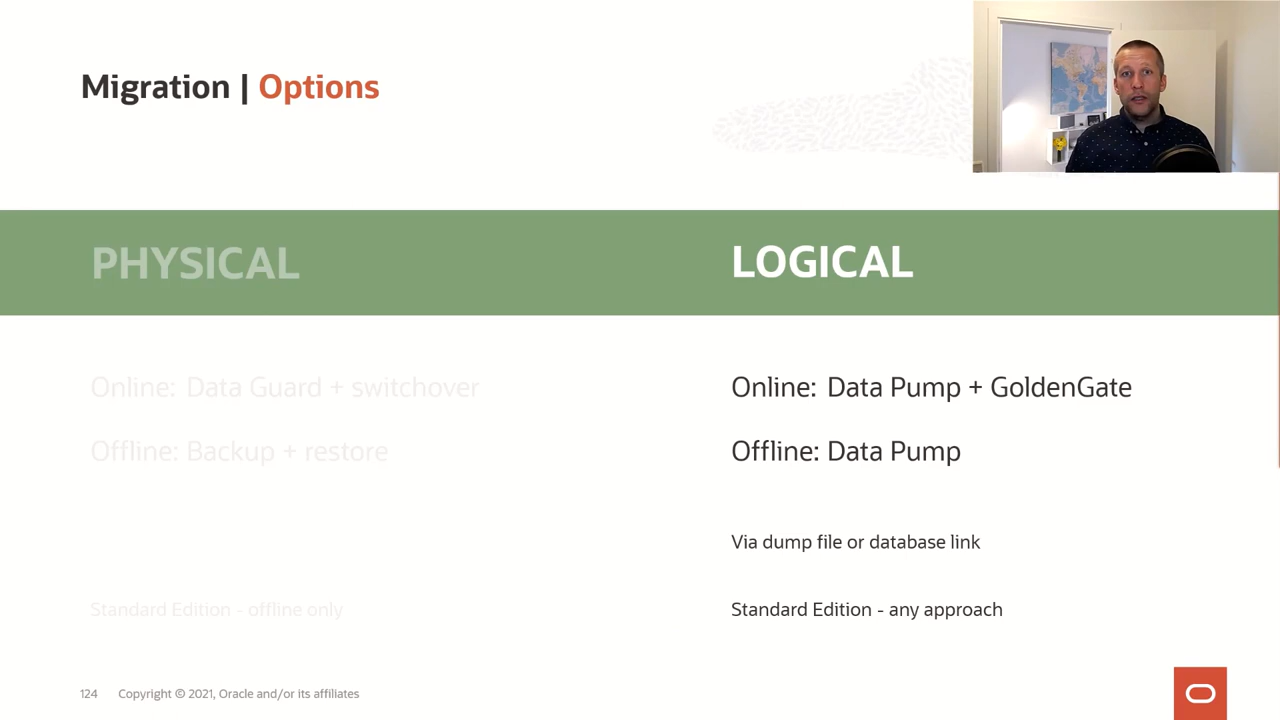 Migration | Options
PHYSICAL
LOGICAL
Online: Data Guard + switchover
Online: Data Pump + GoldenGate
Offline: Backup + restore
Offline: Data Pump
Via dump file or database link
Standard Edition - offline only
Standard Edition - any approach
124 Copyright © 2021, Oracle and/or its affiliates